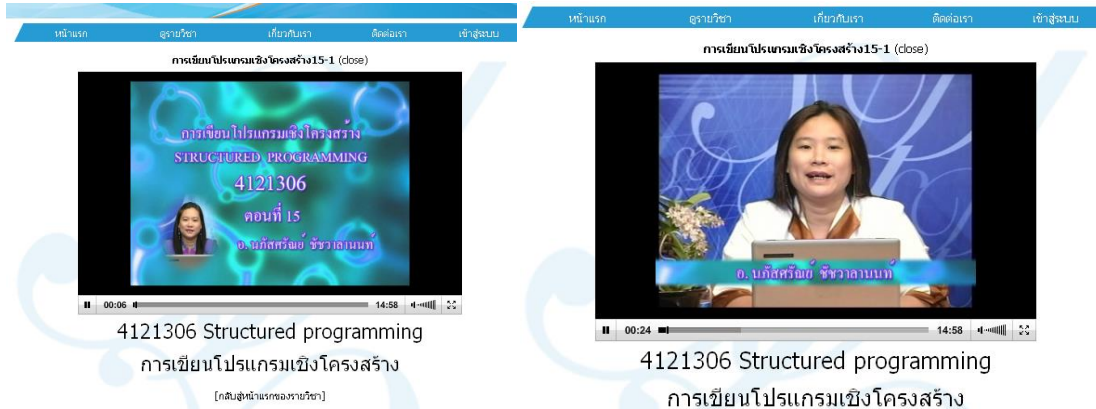 หน้าแรก ดูรายวิชา เกี่ยวกับเรา ติดต่อเรา เข้าสู่ระบบ
การเขียนโปรแกรมเชิงโครงสร้าง15-1 (close)
การเขียนโปรแกรมเชิงโครงสร้าง
STRUCTURED PROGRAMMING
4121306
ตอนที่ 15
อ. นภัสศรัณย์ ชัชวาลานนท์
00:06 14:58
4121306 Structured programming
การเขียนโปรแกรมเชิงโครงสร้าง
[กลับสู่หน้าแรกของรายวิชา]
หน้าแรก ดูรายวิชา เกี่ยวกับเรา ติดต่อเรา เข้าสู่ระบบ
การเขียนโปรแกรมเชิงโครงสร้าง15-1 (close)
อ. นภัสศรัณย์ ชัชวาลานนท์
00:24 14:58
4121306 Structured programming
การเขียนโปรแกรมเชิงโครงสร้าง